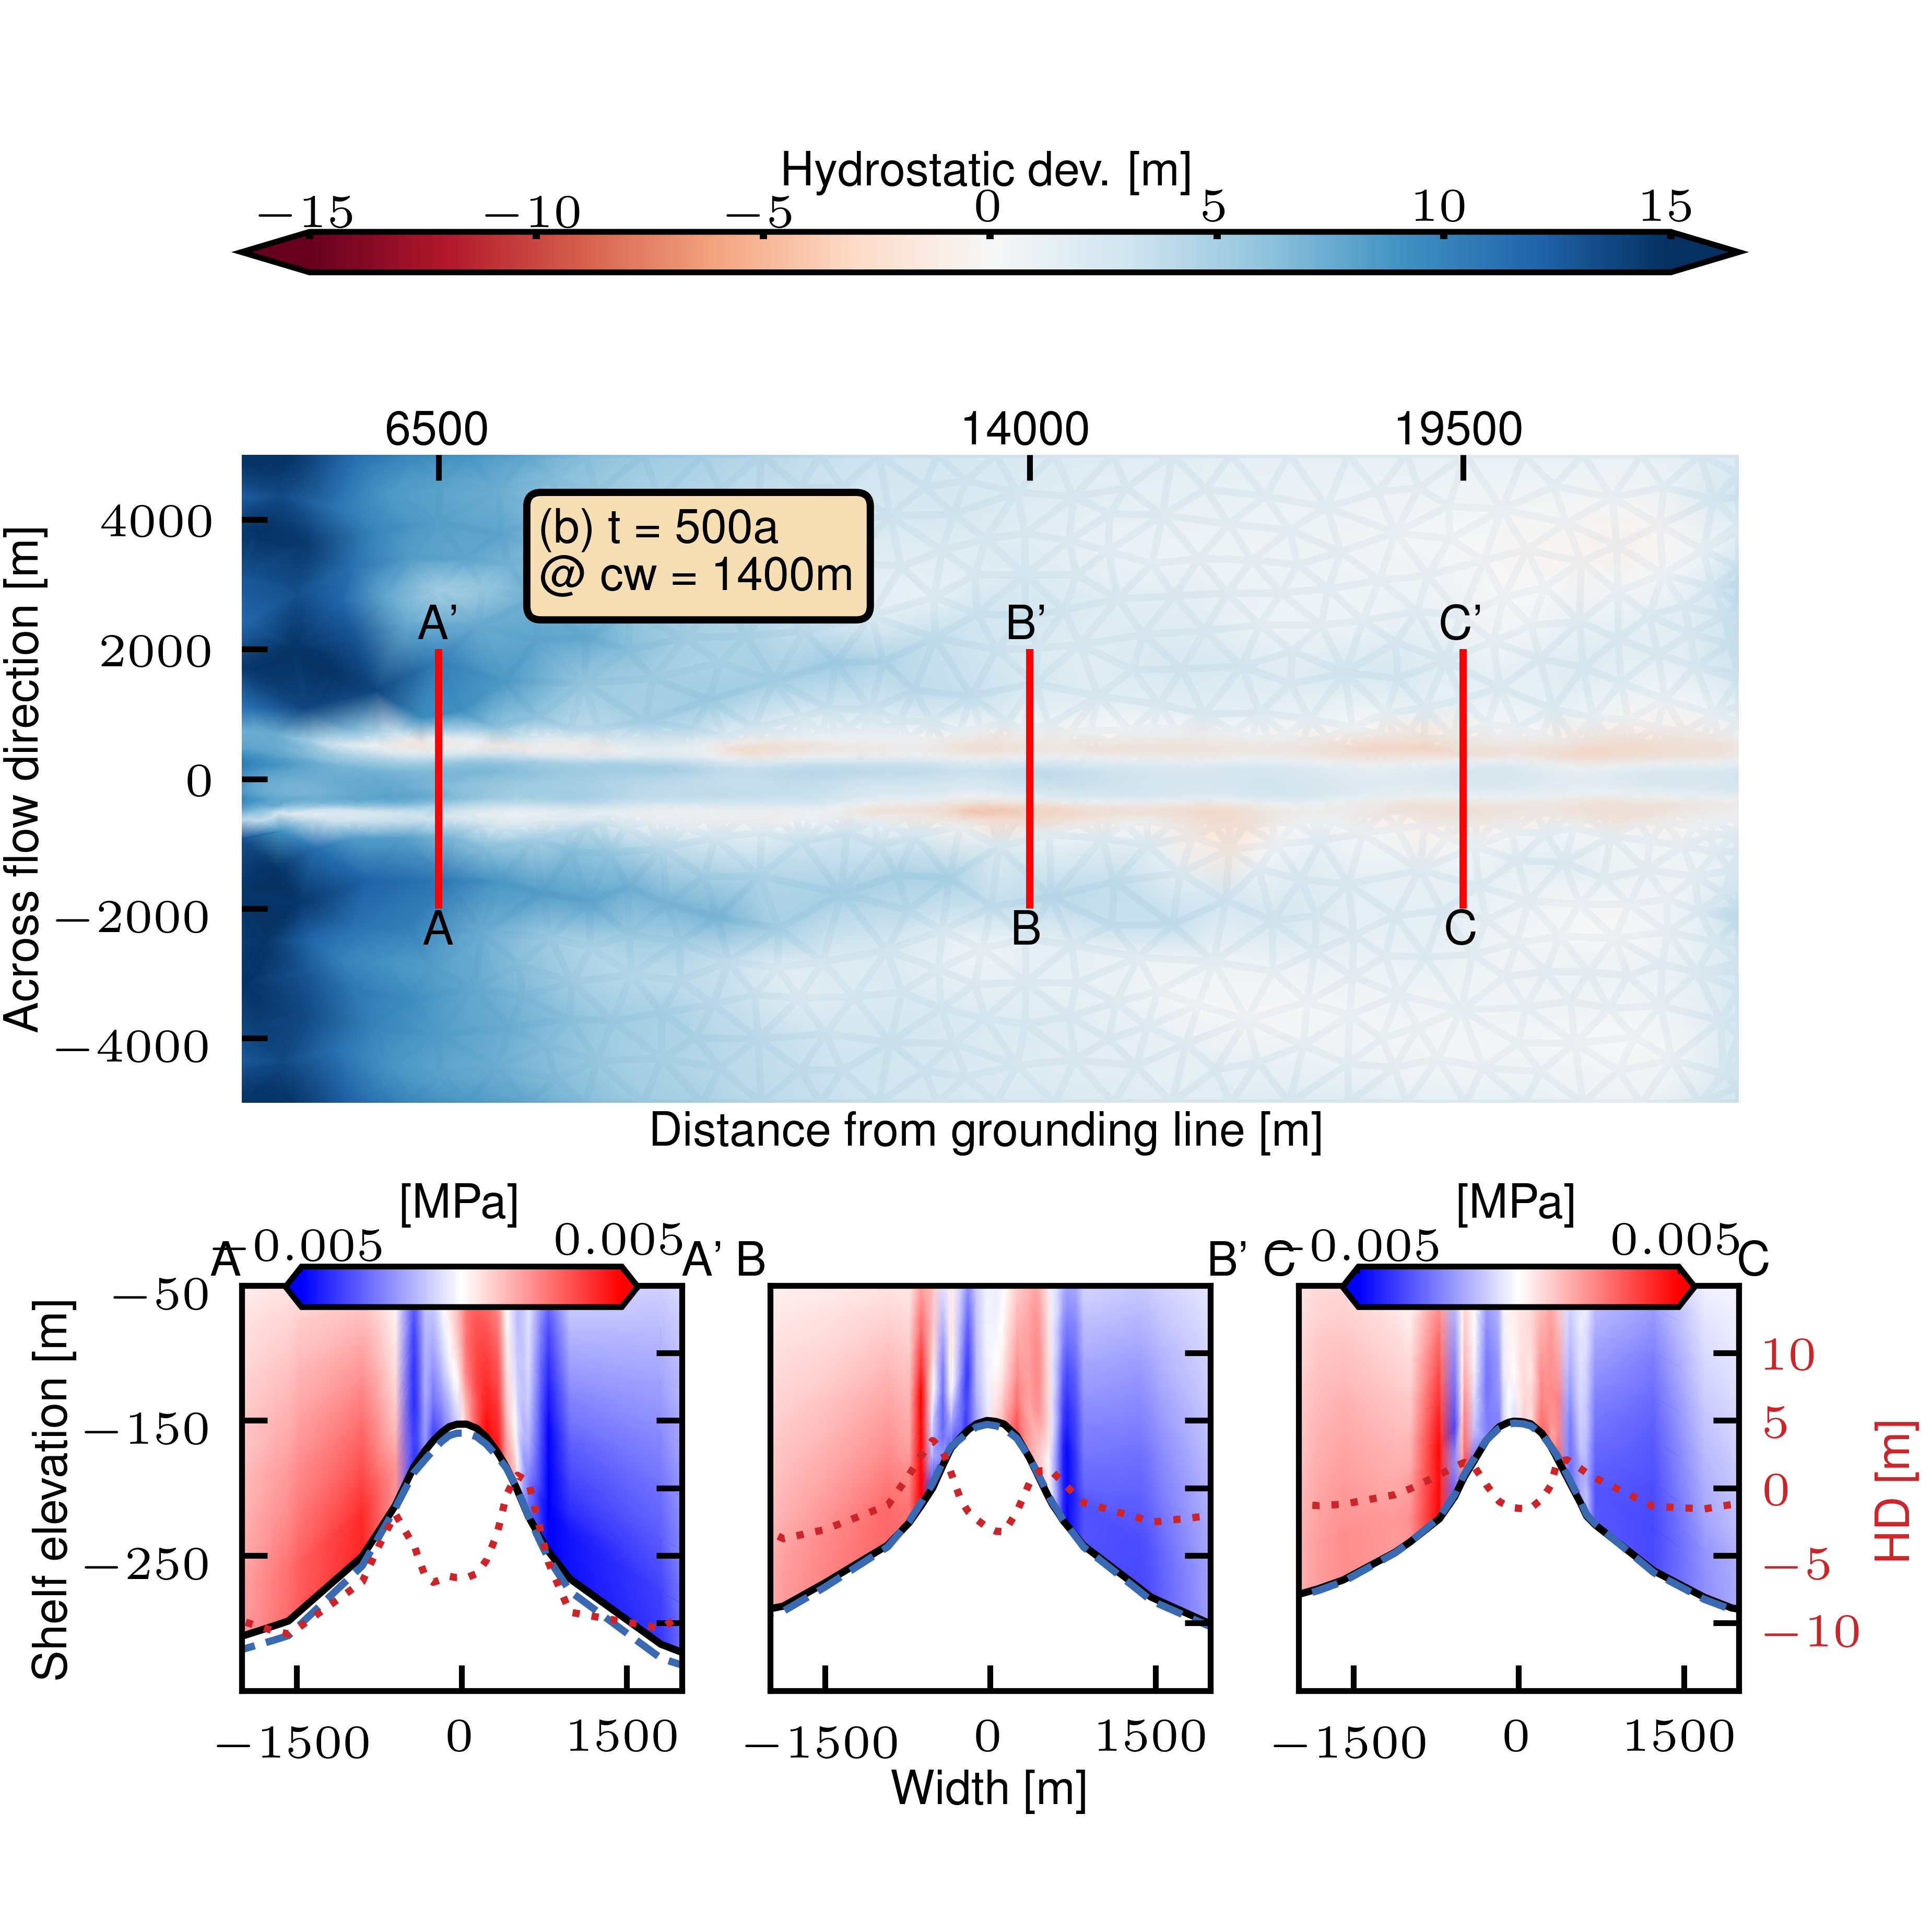 Hydrostatic dev. [m]
−15 −10 −5 0 5 10 15
6500 14000 19500
(b) t = 500a
@ cw = 1400m
4000
2000
0
−2000
−4000
Across flow direction [m]
A' B' C'
A B C
Distance from grounding line [m]
[MPa] [MPa]
−0.005 0.005 −0.005 0.005
A A' B B' C C
−50
−150
−250
Shelf elevation [m]
10
5
0
−5
−10
HD [m]
−1500 0 1500 −1500 0 1500 −1500 0 1500
Width [m]